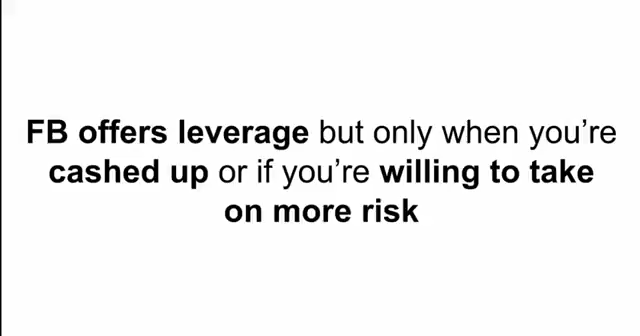 FB offers leverage but only when you’re
cashed up or if you’re willing to take
on more risk